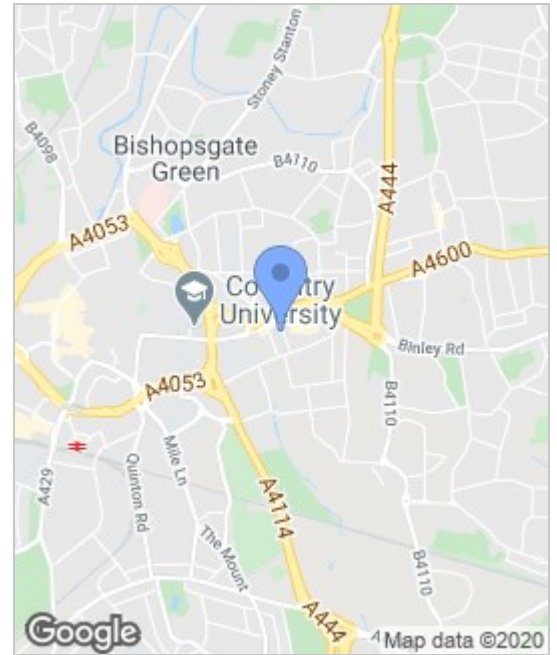 Stoney Stanton
B4098
Bishopsgate
Green
B4110
A444
A4053
A4600
Coventry
University
Binley Rd
A4053
B4110
Mile Ln
A429
Quinton Rd
A4114
The Mount
B4110
A444
Google
Map data ©2020